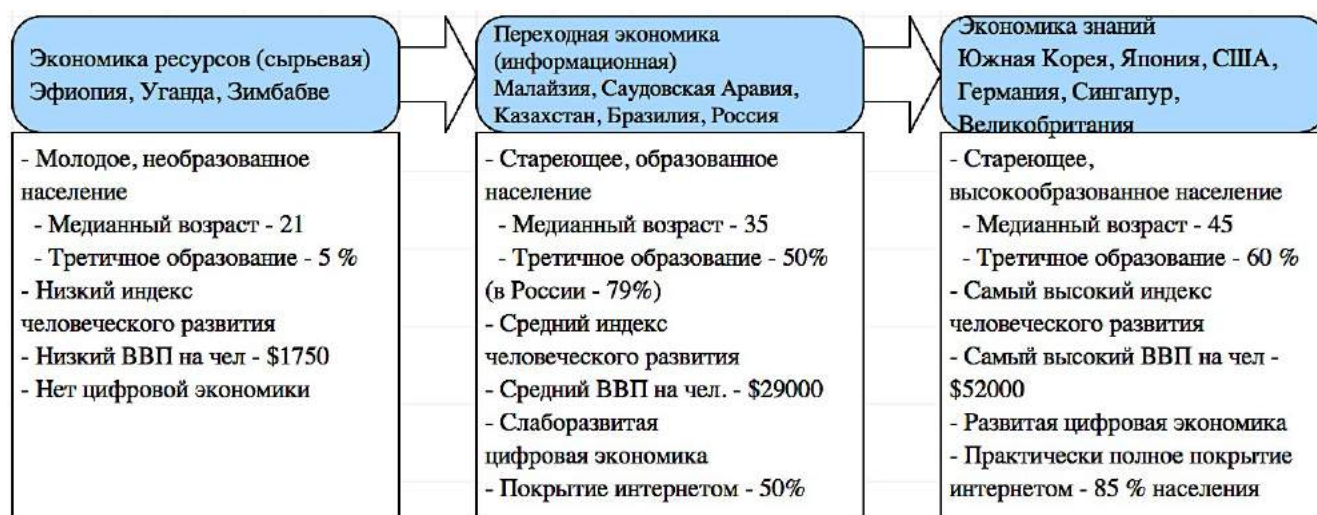 Экономика ресурсов (сырьевая)
Эфиопия, Уганда, Зимбабве
- Молодое, необразованное
население
- Медианный возраст - 21
- Третичное образование - 5 %
- Низкий индекс
человеческого развития
- Низкий ВВП на чел - $1750
- Нет цифровой экономики
Переходная экономика
(информационная)
Малайзия, Саудовская Аравия,
Казахстан, Бразилия, Россия
- Стареющее, образованное
население
- Медианный возраст - 35
- Третичное образование - 50%
(в России - 79%)
- Средний индекс
человеческого развития
- Средний ВВП на чел. - $29000
- Слаборазвитая
цифровая экономика
- Покрытие интернетом - 50%
Экономика знаний
Южная Корея, Япония, США,
Германия, Сингапур,
Великобритания
- Стареющее,
высокообразованное население
- Медианный возраст - 45
- Третичное образование - 60 %
- Самый высокий индекс
человеческого развития
- Самый высокий ВВП на чел -
$52000
- Развитая цифровая экономика
- Практически полное покрытие
интернетом - 85 % населения